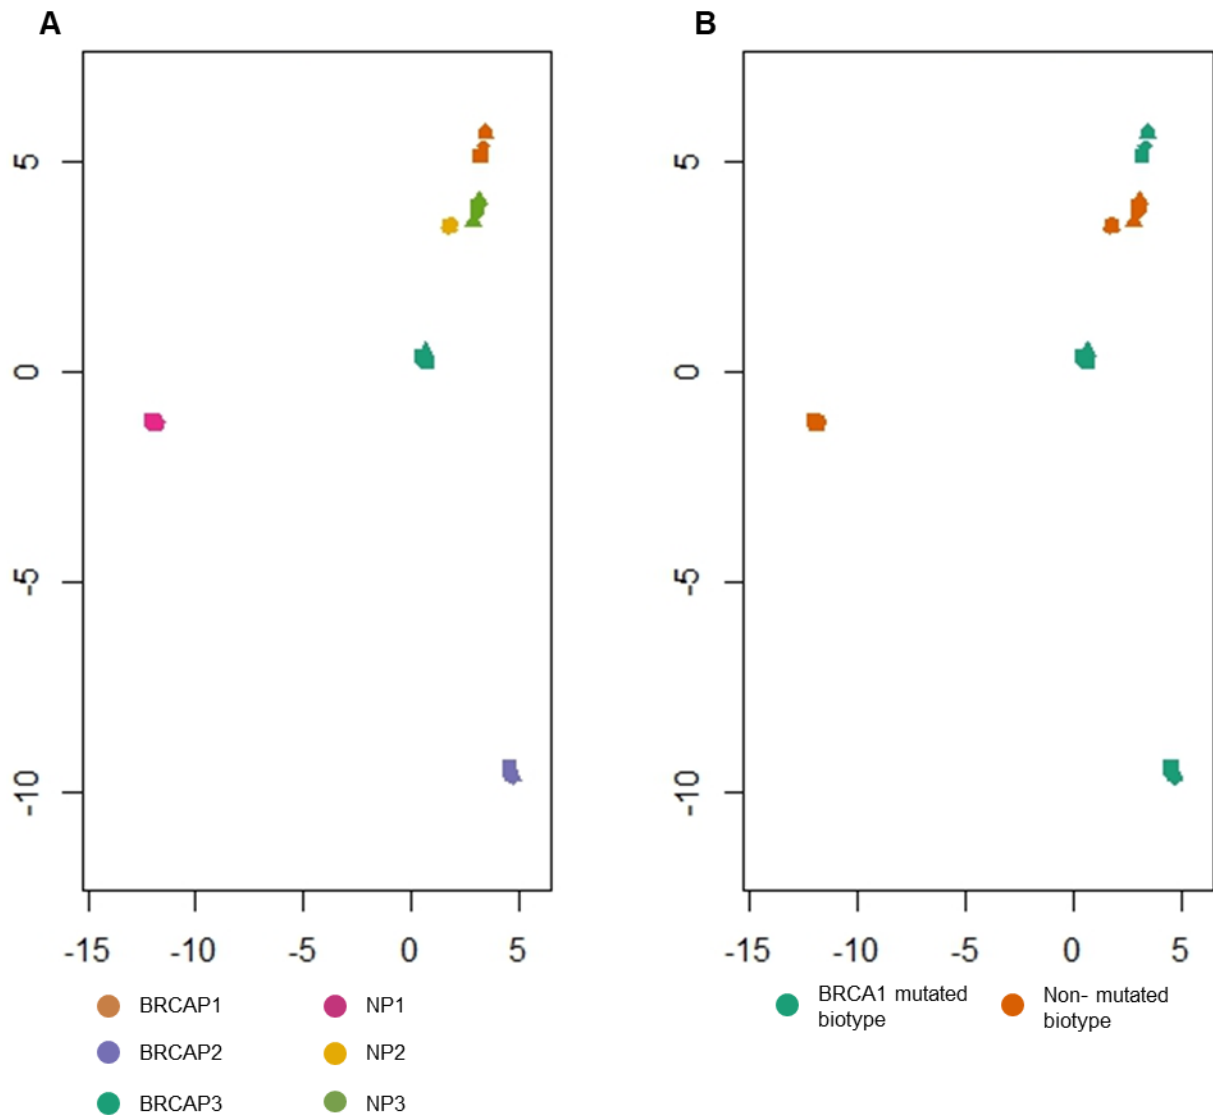 A
B
5
0
-5
-10
-15 -10 -5 0 5
5
0
-5
-10
-15 -10 -5 0 5
BRCAP1
NP1
BRCAP2
NP2
BRCAP3
NP3
BRCA1 mutated
biotype
Non- mutated
biotype